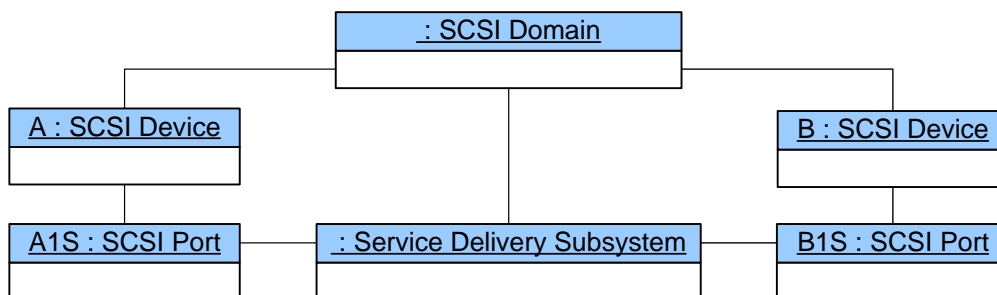 : SCSI Domain
A : SCSI Device
B : SCSI Device
A1S : SCSI Port
: Service Delivery Subsystem
B1S : SCSI Port